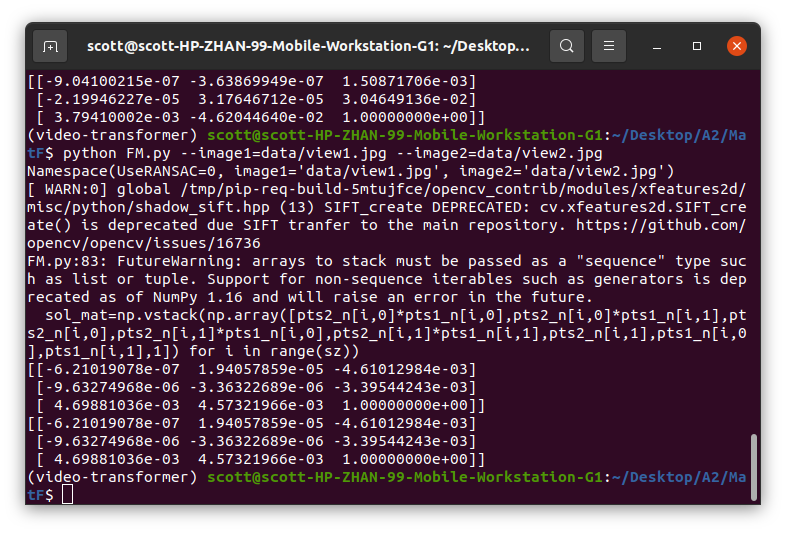 scott@scott-HP-ZHAN-99-Mobile-Workstation-G1: ~/Desktop...
[[-9.04100215e-07 -3.63869949e-07  1.50871706e-03]
 [-2.19946227e-05  3.17646712e-05  3.04649136e-02]
 [ 3.79410002e-03 -4.62044640e-02  1.00000000e+00]]
(video-transformer) scott@scott-HP-ZHAN-99-Mobile-Workstation-G1:~/Desktop/A2/Ma
tF$ python FM.py --image1=data/view1.jpg --image2=data/view2.jpg
Namespace(UseRANSAC=0, image1='data/view1.jpg', image2='data/view2.jpg')
[ WARN:0] global /tmp/pip-req-build-5mtujfce/opencv_contrib/modules/xfeatures2d/
misc/python/shadow_sift.hpp (13) SIFT_create DEPRECATED: cv.xfeatures2d.SIFT_cre
ate() is deprecated due SIFT tranfer to the main repository. https://github.com/
opencv/opencv/issues/16736
FM.py:83: FutureWarning: arrays to stack must be passed as a "sequence" type suc
h as list or tuple. Support for non-sequence iterables such as generators is dep
recated as of NumPy 1.16 and will raise an error in the future.
  sol_mat=np.vstack(np.array([pts2_n[i,0]*pts1_n[i,0],pts2_n[i,0]*pts1_n[i,1],pt
s2_n[i,0],pts2_n[i,1]*pts1_n[i,0],pts2_n[i,1]*pts1_n[i,1],pts2_n[i,1],pts1_n[i,0
],pts1_n[i,1],1]) for i in range(sz))
[[-6.21019078e-07  1.94057859e-05 -4.61012984e-03]
 [-9.63274968e-06 -3.36322689e-06 -3.39544243e-03]
 [ 4.69881036e-03  4.57321966e-03  1.00000000e+00]]
[[-6.21019078e-07  1.94057859e-05 -4.61012984e-03]
 [-9.63274968e-06 -3.36322689e-06 -3.39544243e-03]
 [ 4.69881036e-03  4.57321966e-03  1.00000000e+00]]
(video-transformer) scott@scott-HP-ZHAN-99-Mobile-Workstation-G1:~/Desktop/A2/Ma
tF$